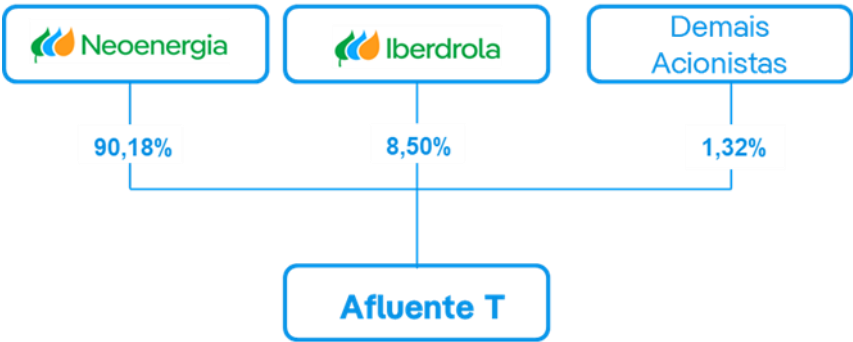 Neoenergia
Iberdrola
Demais
Acionistas
90,18%
8,50%
1,32%
Afluente T